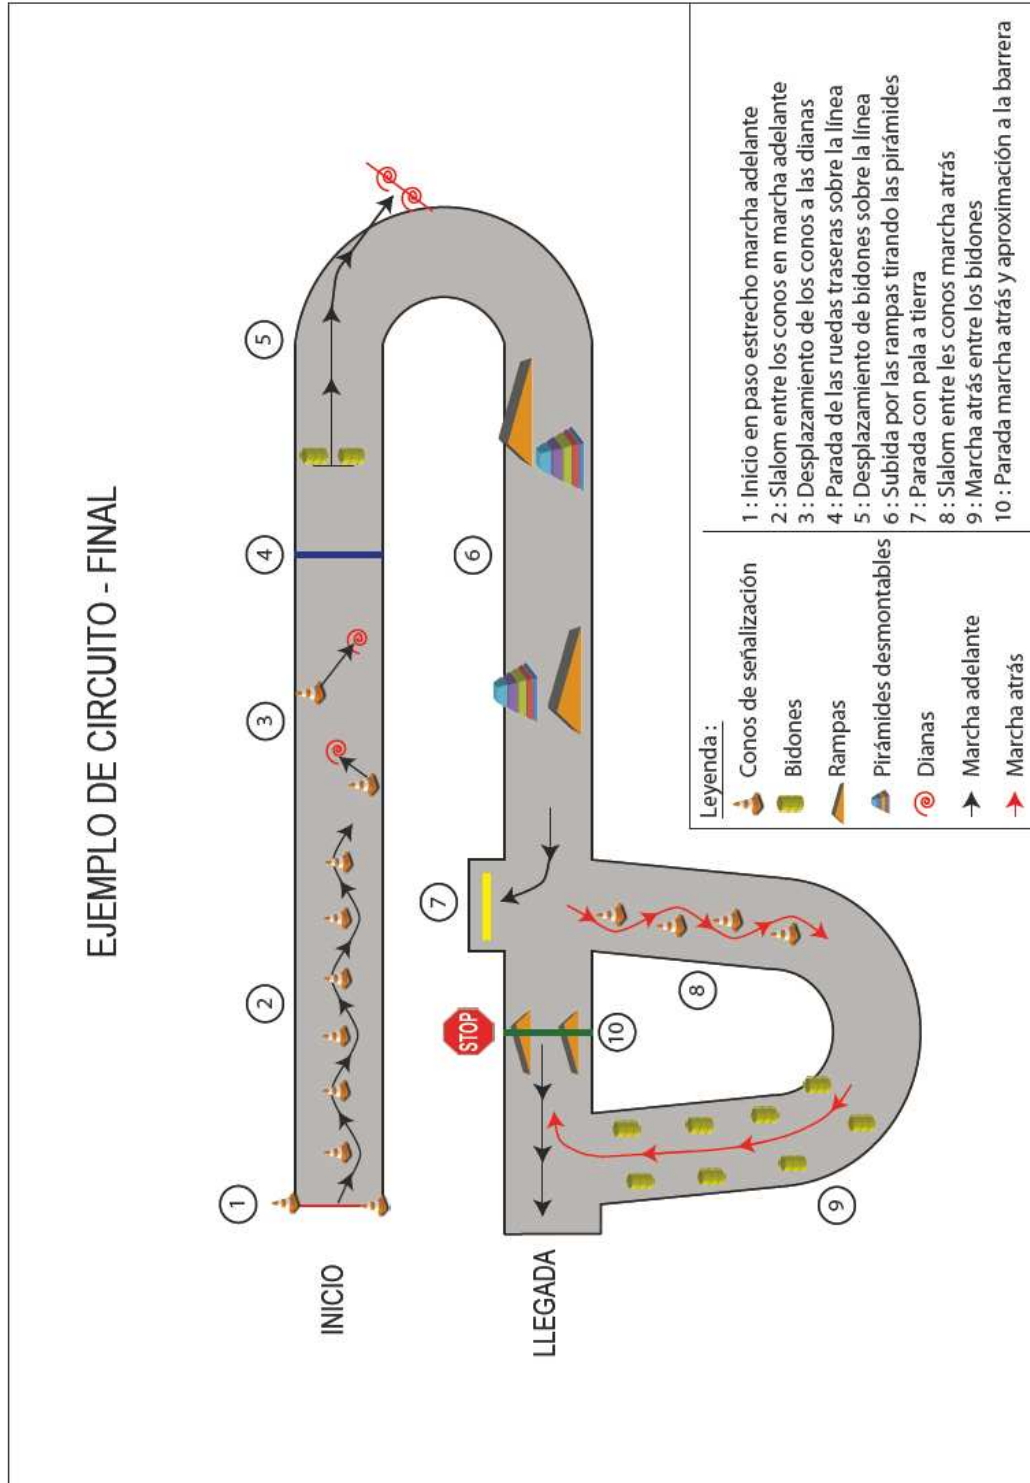 EJEMPLO DE CIRCUITO - FINAL
1
2
3
4
5
INICIO
STOP
7
6
LLEGADA
10
8
9
Leyenda :
Conos de señalización
Bidones
Rampas
Pirámides desmontables
Dianas
Marcha adelante
Marcha atrás
1 : Inicio en paso estrecho marcha adelante
2 : Slalom entre los conos en marcha adelante
3 : Desplazamiento de los conos a las dianas
4 : Parada de las ruedas traseras sobre la línea
5 : Desplazamiento de bidones sobre la línea
6 : Subida por las rampas tirando las pirámides
7 : Parada con pala a tierra
8 : Slalom entre les conos marcha atrás
9 : Marcha atrás entre los bidones
10 : Parada marcha atrás y aproximación a la barrera